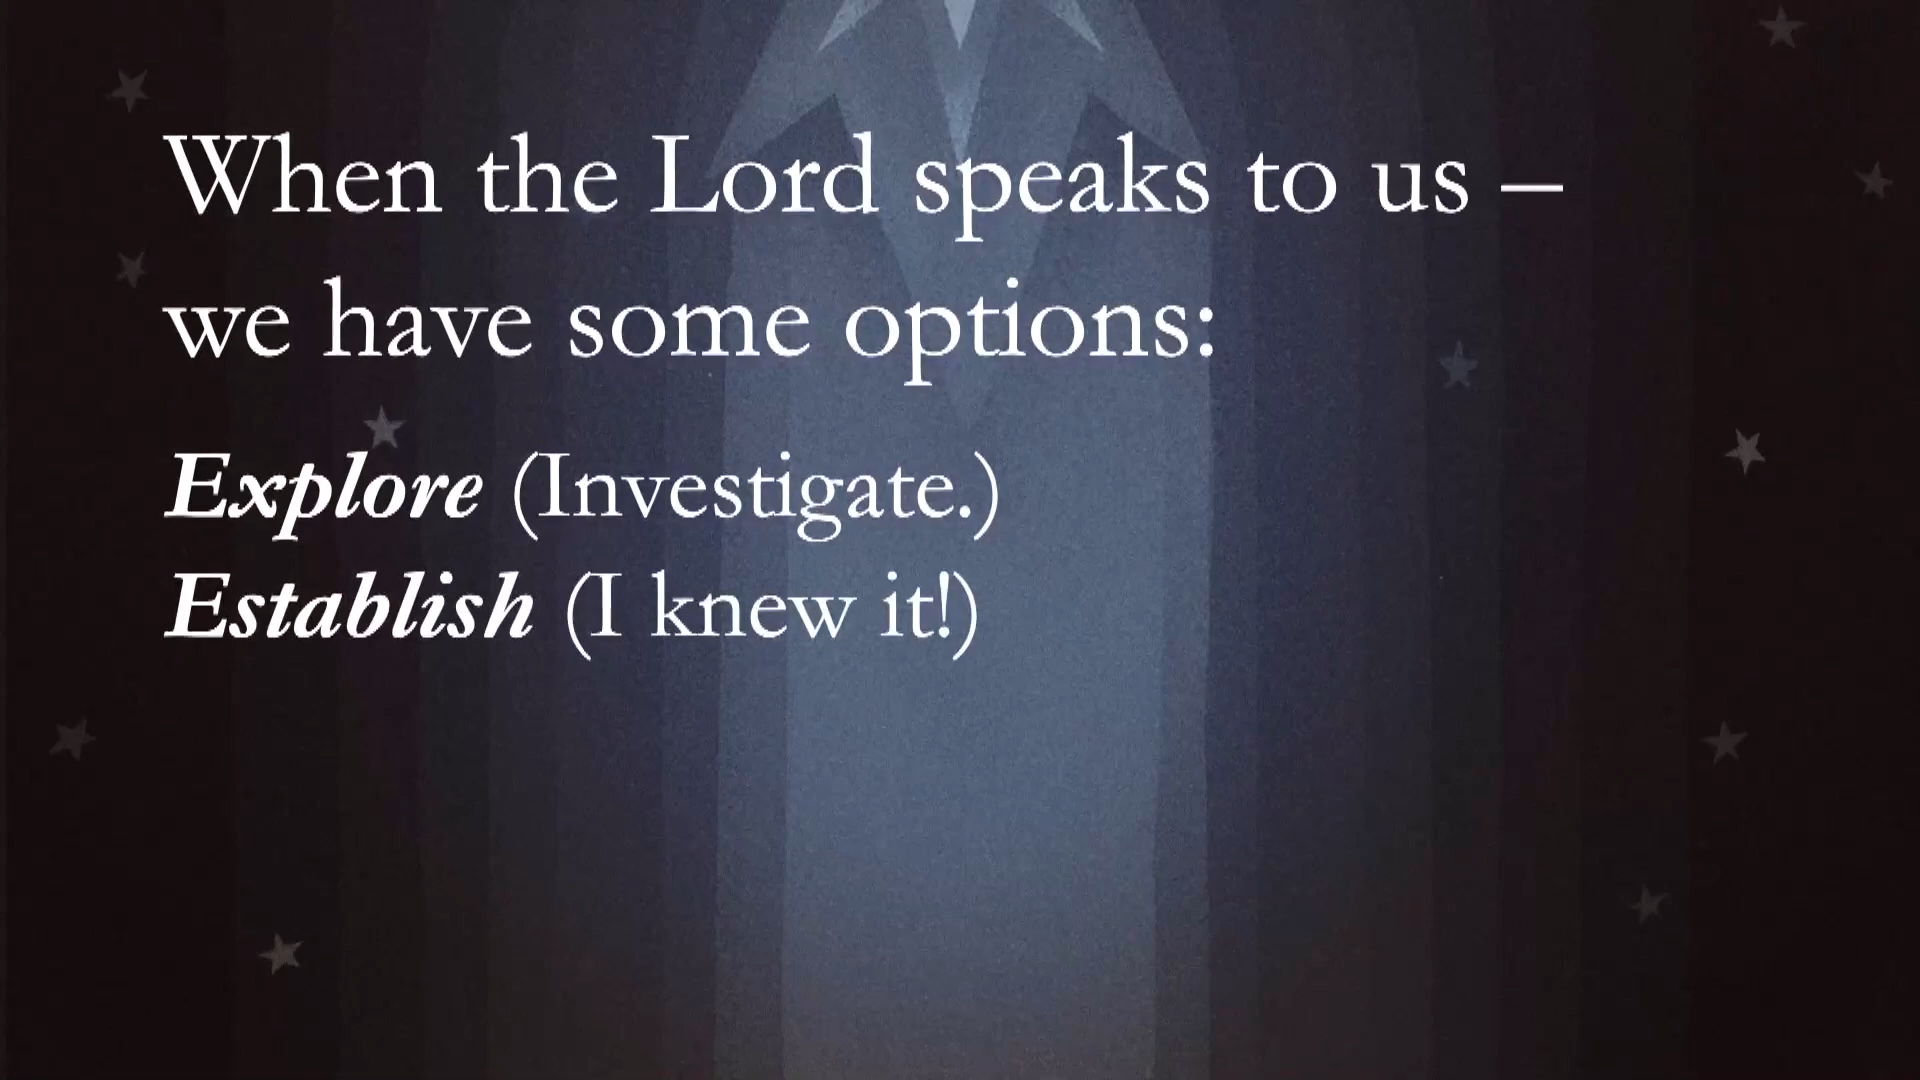 When the Lord speaks to us –
we have some options:
Explore (Investigate.)
Establish (I knew it!)